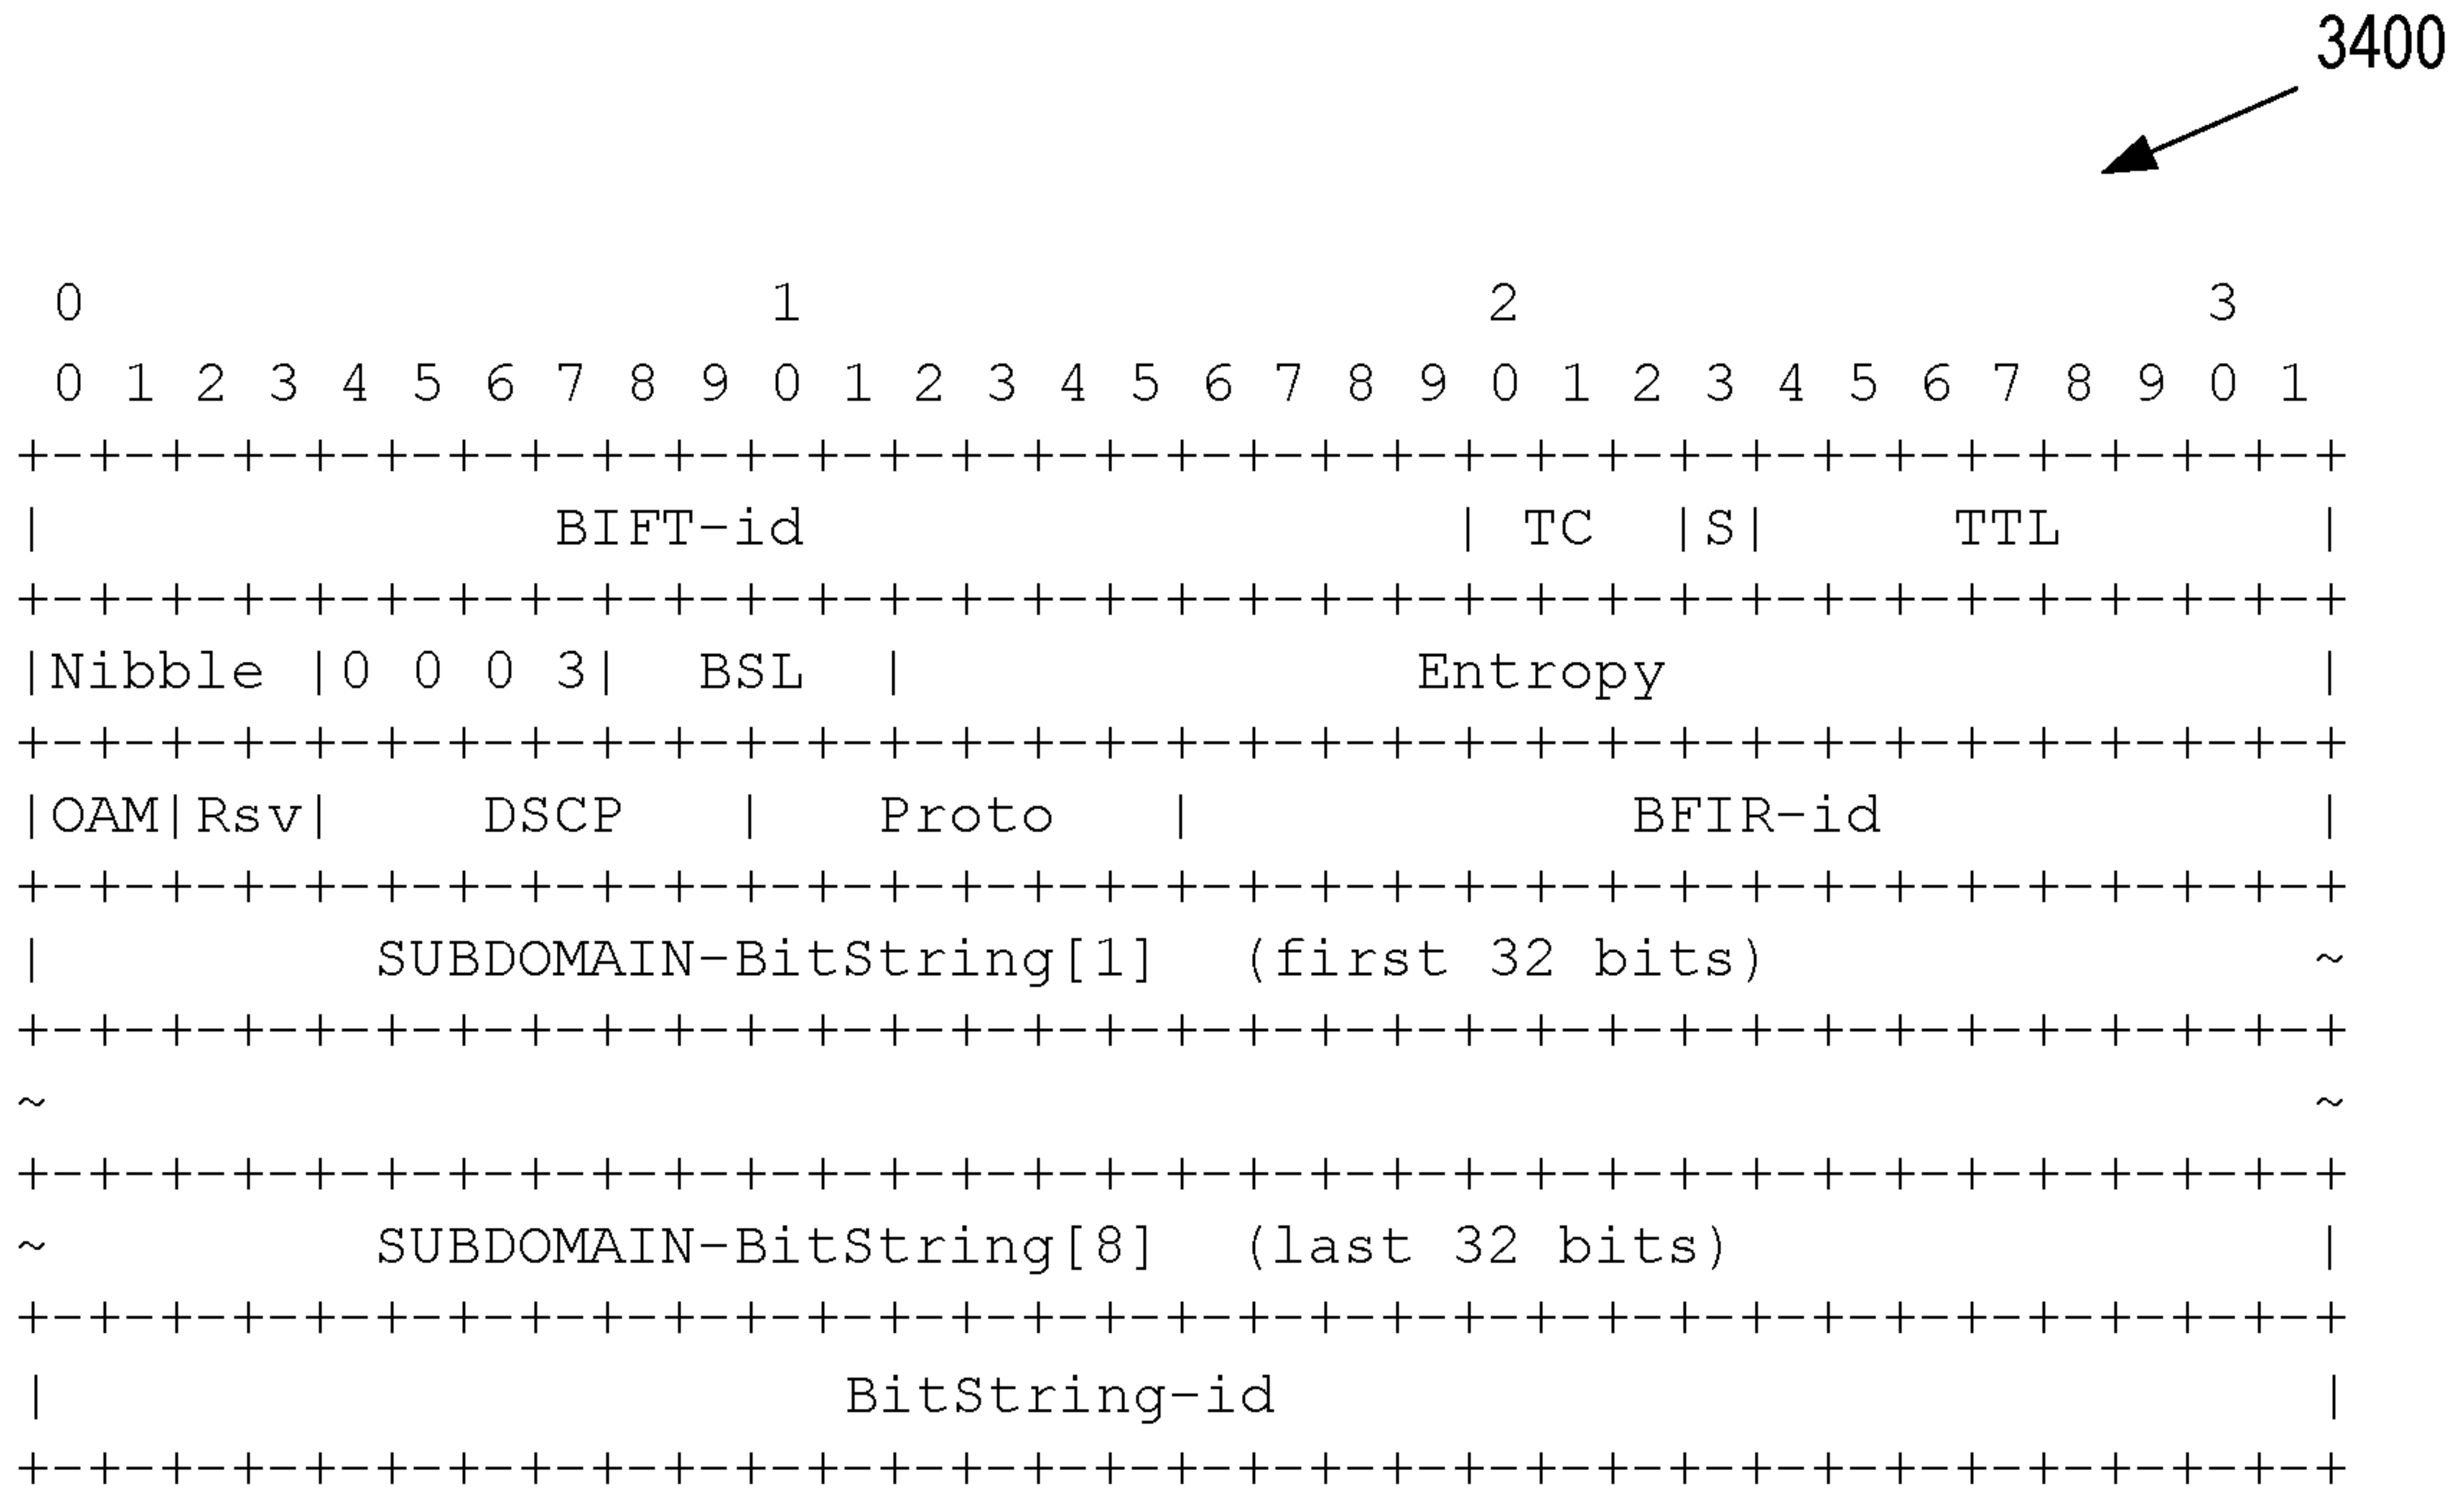 3400
 0                   1                   2                   3
 0 1 2 3 4 5 6 7 8 9 0 1 2 3 4 5 6 7 8 9 0 1 2 3 4 5 6 7 8 9 0 1
+-+-+-+-+-+-+-+-+-+-+-+-+-+-+-+-+-+-+-+-+-+-+-+-+-+-+-+-+-+-+-+-+
|              BIFT-id                  | TC  |S|     TTL       |
+-+-+-+-+-+-+-+-+-+-+-+-+-+-+-+-+-+-+-+-+-+-+-+-+-+-+-+-+-+-+-+-+
|Nibble |0 0 0 3|  BSL  |              Entropy                  |
+-+-+-+-+-+-+-+-+-+-+-+-+-+-+-+-+-+-+-+-+-+-+-+-+-+-+-+-+-+-+-+-+
|OAM|Rsv|    DSCP   |   Proto   |            BFIR-id            |
+-+-+-+-+-+-+-+-+-+-+-+-+-+-+-+-+-+-+-+-+-+-+-+-+-+-+-+-+-+-+-+-+
|         SUBDOMAIN-BitString[1]  (first 32 bits)               ~
+-+-+-+-+-+-+-+-+-+-+-+-+-+-+-+-+-+-+-+-+-+-+-+-+-+-+-+-+-+-+-+-+
~                                                               ~
+-+-+-+-+-+-+-+-+-+-+-+-+-+-+-+-+-+-+-+-+-+-+-+-+-+-+-+-+-+-+-+-+
~         SUBDOMAIN-BitString[8]  (last 32 bits)                |
+-+-+-+-+-+-+-+-+-+-+-+-+-+-+-+-+-+-+-+-+-+-+-+-+-+-+-+-+-+-+-+-+
|                      BitString-id                             |
+-+-+-+-+-+-+-+-+-+-+-+-+-+-+-+-+-+-+-+-+-+-+-+-+-+-+-+-+-+-+-+-+